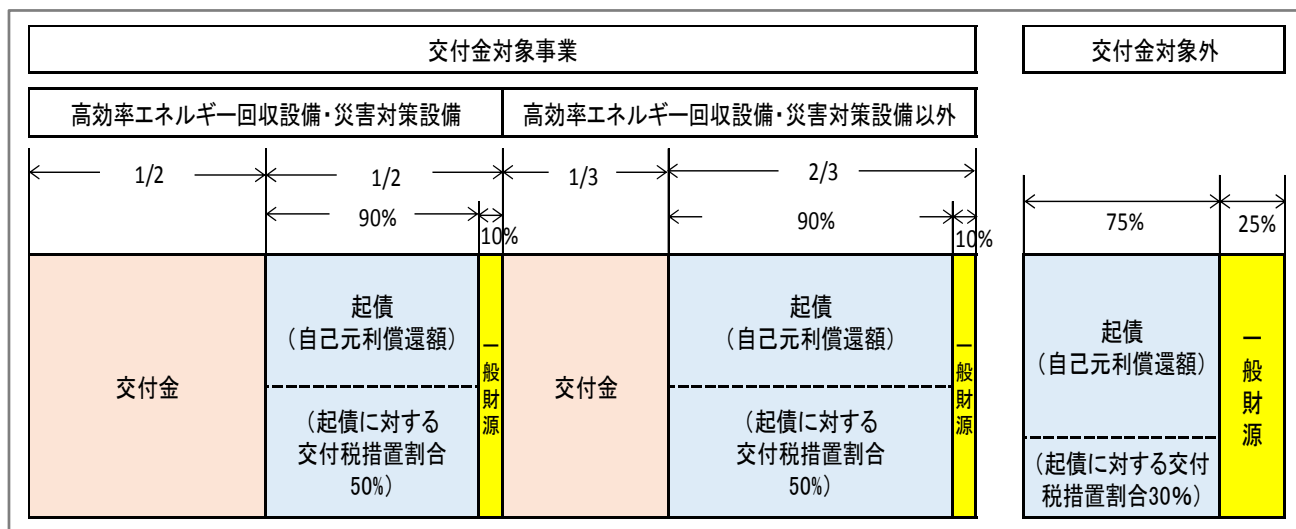 交付金対象事業
交付金対象外
高効率エネルギー回収設備・災害対策設備
高効率エネルギー回収設備・災害対策設備以外
1/2
1/2
1/3
2/3
90%
10%
90%
10%
75%
25%
交付金
起債
（自己元利償還額）
（起債に対する
交付税措置割合
50%）
一般財源
交付金
起債
（自己元利償還額）
（起債に対する
交付税措置割合
50%）
一般財源
起債
（自己元利償還額）
（起債に対する交付
税措置割合30％）
一般財源